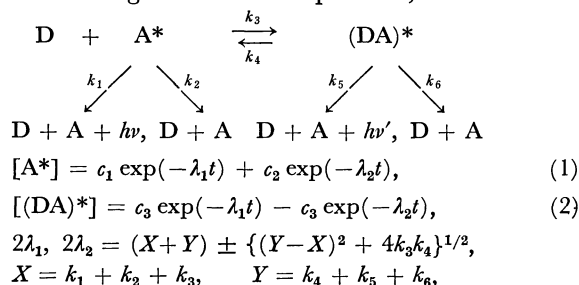 k₃
D + A* ⇄ (DA)*
k₄
k₁ k₂ k₅ k₆
D + A + hν, D + A D + A + hν′, D + A
[A*] = c₁ exp(−λ₁t) + c₂ exp(−λ₂t), (1)
[(DA)*] = c₃ exp(−λ₁t) − c₃ exp(−λ₂t), (2)
2λ₁, 2λ₂ = (X+Y) ± {(Y−X)² + 4k₃k₄}¹/²,
X = k₁ + k₂ + k₃, Y = k₄ + k₅ + k₆,